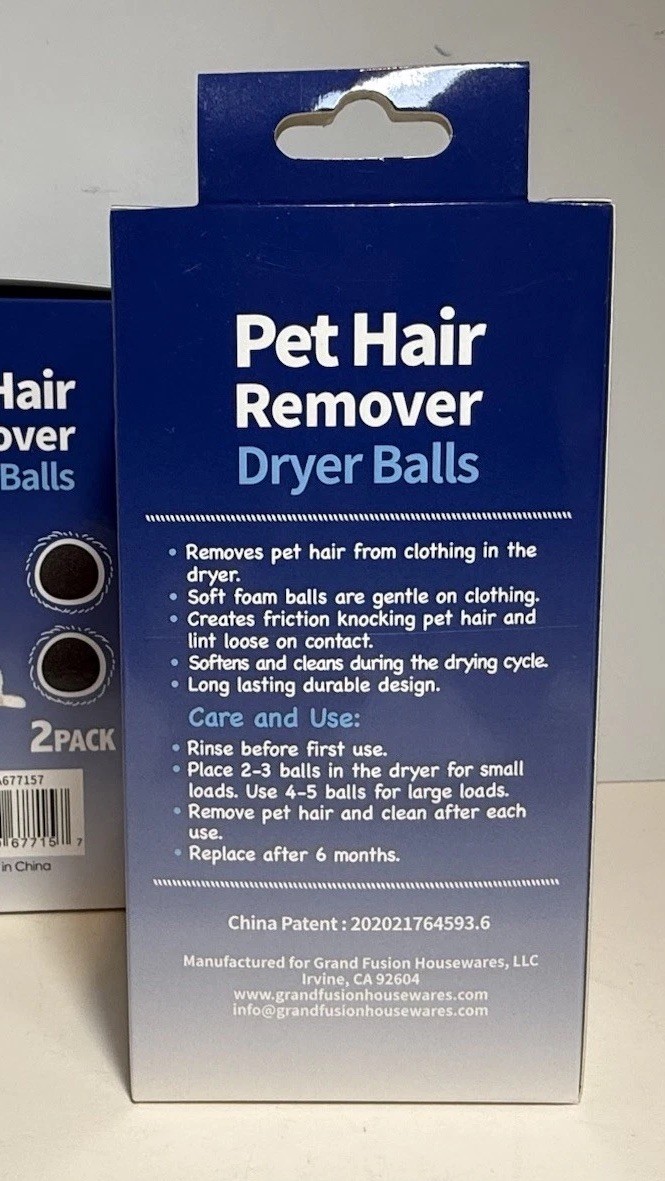 Pet Hair
Remover
Dryer Balls
• Removes pet hair from clothing in the
dryer.
• Soft foam balls are gentle on clothing.
• Creates friction knocking pet hair and
lint loose on contact.
• Softens and cleans during the drying cycle.
• Long lasting durable design.
Care and Use:
• Rinse before first use.
• Place 2-3 balls in the dryer for small
loads. Use 4-5 balls for large loads.
• Remove pet hair and clean after each
use.
• Replace after 6 months.
China Patent : 202021764593.6
Manufactured for Grand Fusion Housewares, LLC
Irvine, CA 92604
www.grandfusionhousewares.com
info@grandfusionhousewares.com
Hair
over
Balls
2PACK
677157
67715 7
in China